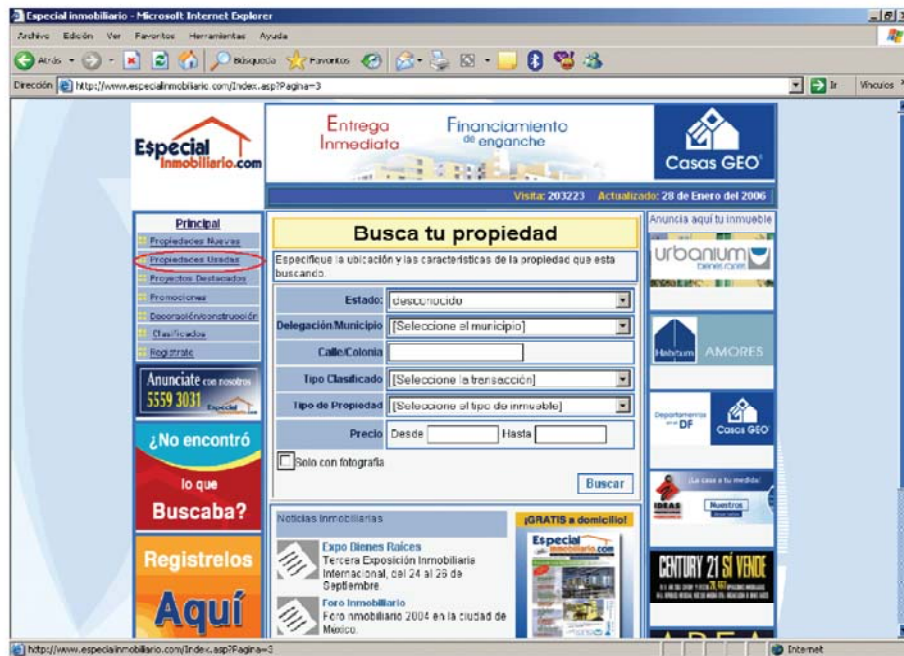 Especial inmobiliario - Microsoft Internet Explorer
Archivo Edición Ver Favoritos Herramientas Ayuda
Atrás Búsqueda Favoritos
Dirección http://www.especialinmobiliario.com/Index.asp?Pagina=3 Ir Vínculos
E$pecial
Inmobiliario.com
Entrega
Inmediata
Financiamiento
de enganche
Casas GEO
Visita: 203223 Actualizado: 28 de Enero del 2006
Principal
Propiedades Nuevas
Propiedades Usadas
Proyectos Destacados
Promociones
Decoración/construcción
Clasificados
Registrate
Anunciate con nosotros
5559 3031
¿No encontró
lo que
Buscaba?
Registrelos
Aquí
Busca tu propiedad
Especifique la ubicación y las características de la propiedad que esta
buscando.
Estado: desconocido
Delegación/Municipio [Seleccione el municipio]
Calle/Colonia
Tipo Clasificado [Seleccione la transacción]
Tipo de Propiedad [Seleccione el tipo de inmueble]
Precio Desde Hasta
Solo con fotografia
Buscar
Noticias Inmobiliarias
Expo Bienes Raíces
Tercera Exposición Inmobiliaria
Internacional, del 24 al 26 de
Septiembre.
Foro Inmobiliario
Foro nmobiliario 2004 en la ciudad de
México.
¡GRATIS a domicilio!
E$pecial
inmobiliario.com
Anuncia aquí tu inmueble
urbanium
bienes raíces
Habitum AMORES
Departamentos
en el DF
Casas GEO
¡La casa a tu medida!
IDEAS
Nuestros
CENTURY 21 SÍ VENDE
http://www.especialinmobiliario.com/Index.asp?Pagina=3 Internet